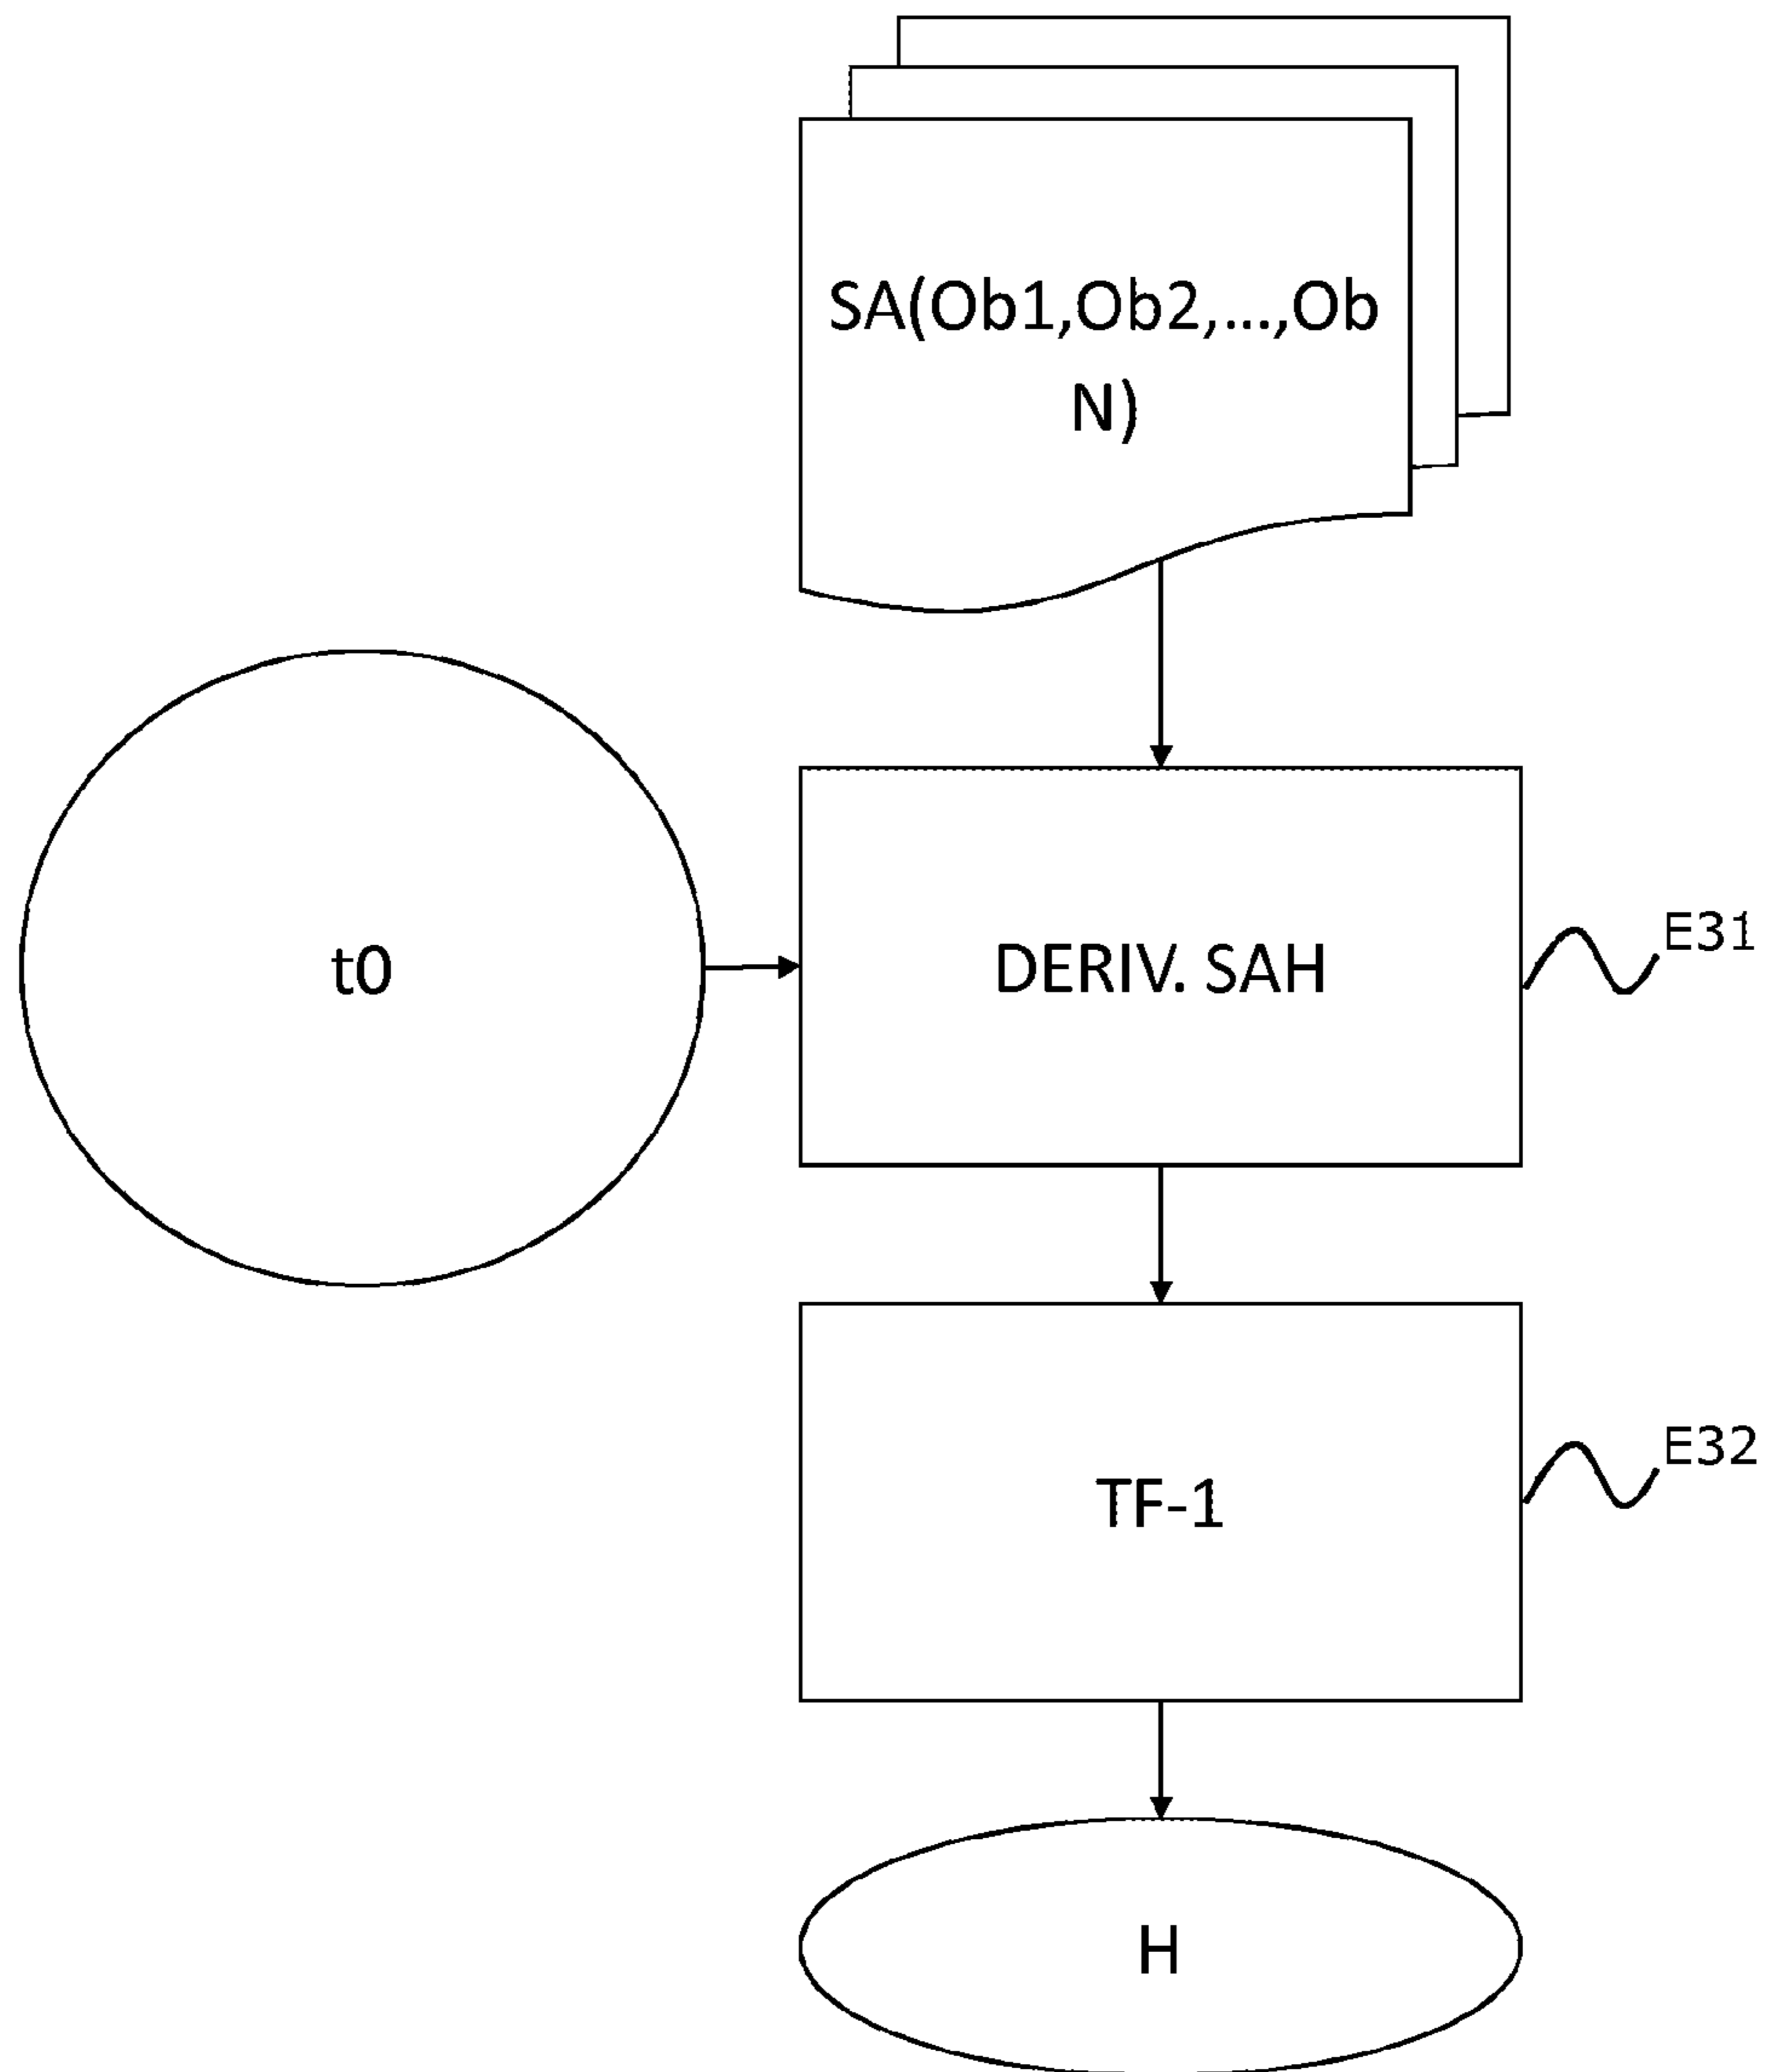 SA(Ob1,Ob2,...,Ob
N)
t0
DERIV. SAH
E31
TF-1
E32
H